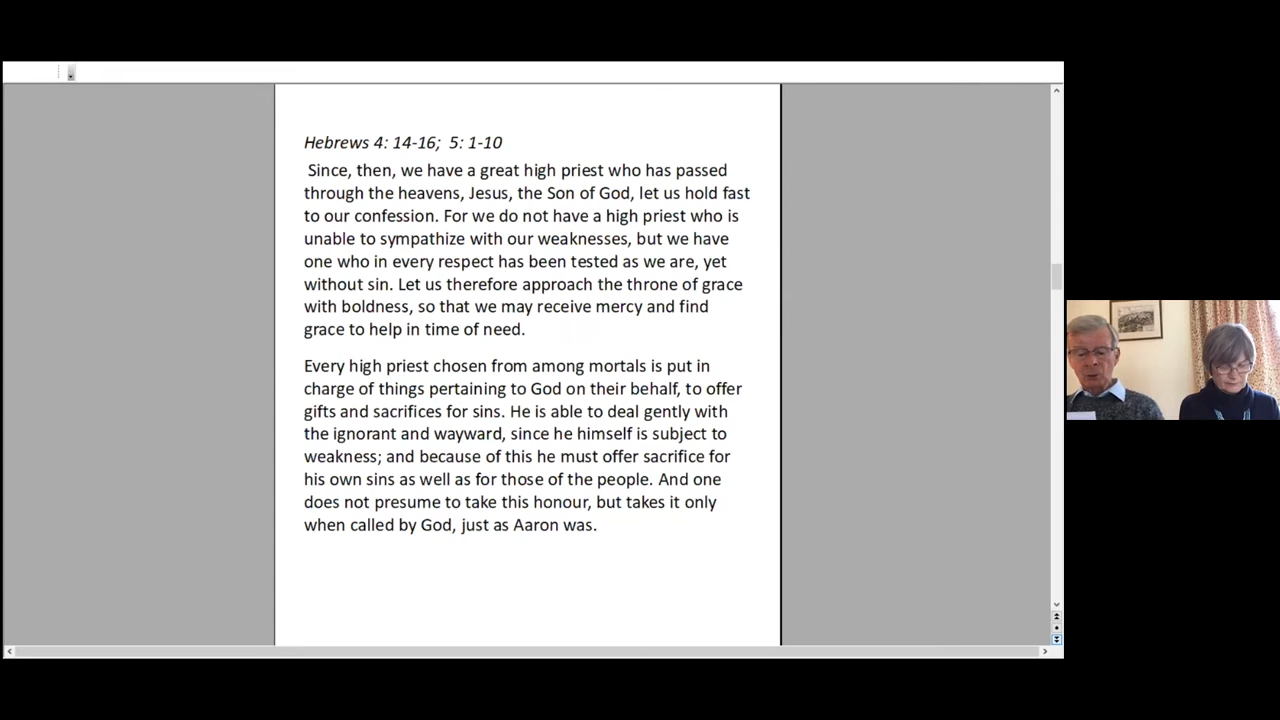 Hebrews 4: 14-16;  5: 1-10
Since, then, we have a great high priest who has passed
through the heavens, Jesus, the Son of God, let us hold fast
to our confession. For we do not have a high priest who is
unable to sympathize with our weaknesses, but we have
one who in every respect has been tested as we are, yet
without sin. Let us therefore approach the throne of grace
with boldness, so that we may receive mercy and find
grace to help in time of need.
Every high priest chosen from among mortals is put in
charge of things pertaining to God on their behalf, to offer
gifts and sacrifices for sins. He is able to deal gently with
the ignorant and wayward, since he himself is subject to
weakness; and because of this he must offer sacrifice for
his own sins as well as for those of the people. And one
does not presume to take this honour, but takes it only
when called by God, just as Aaron was.